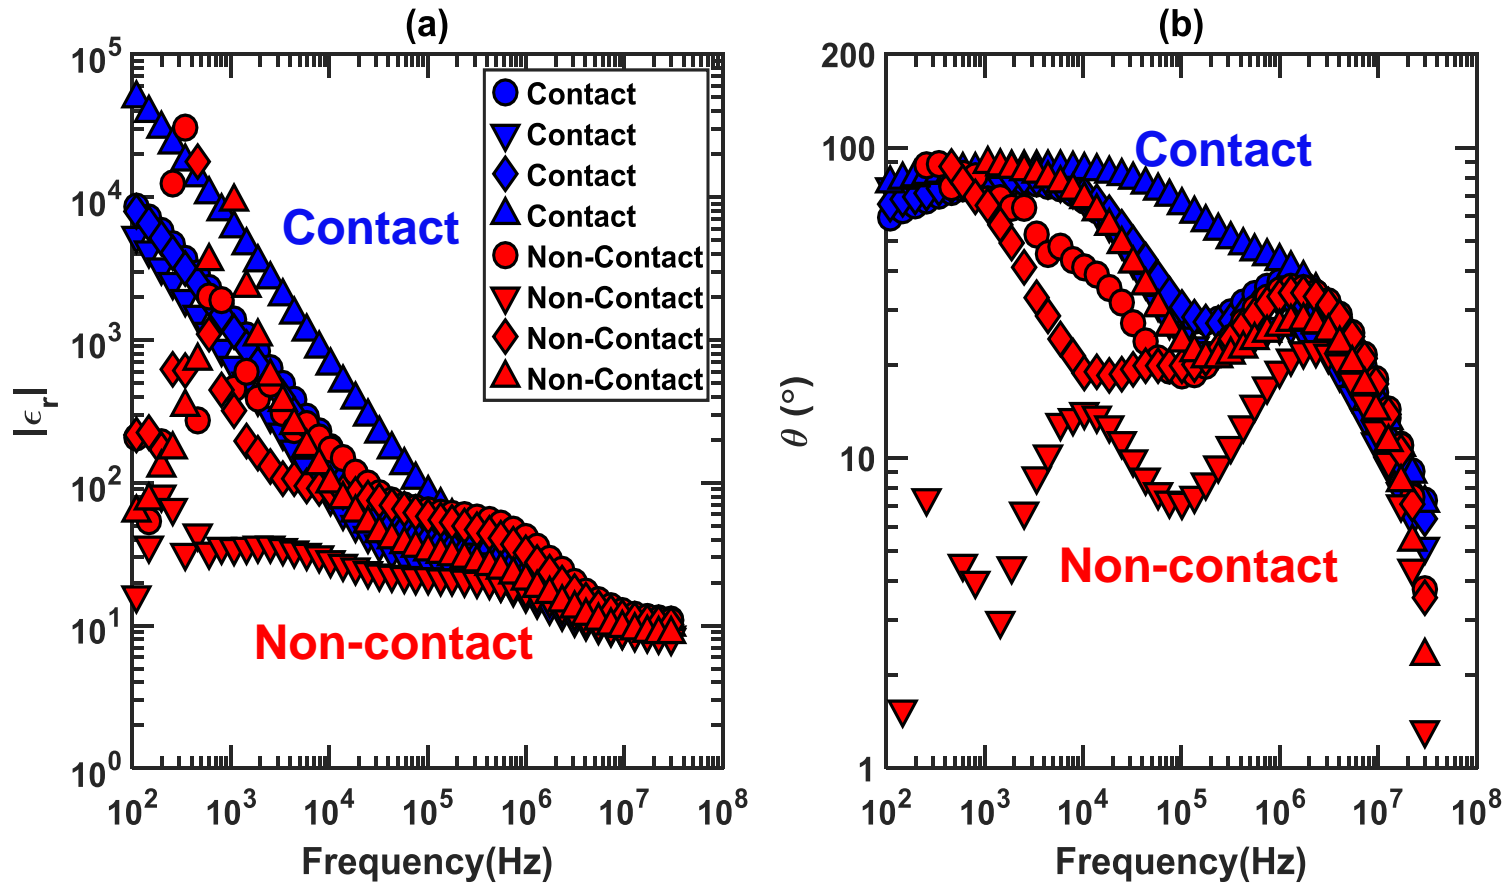 (a)
10^5
10^4
10^3
10^2
10^1
10^0
|ϵ_r|
Contact
Contact
Contact
Contact
Non-Contact
Non-Contact
Non-Contact
Non-Contact
Contact
Non-contact
10^2 10^3 10^4 10^5 10^6 10^7 10^8
Frequency(Hz)
(b)
200
100
10
1
θ (°)
Contact
Non-contact
10^2 10^3 10^4 10^5 10^6 10^7 10^8
Frequency(Hz)